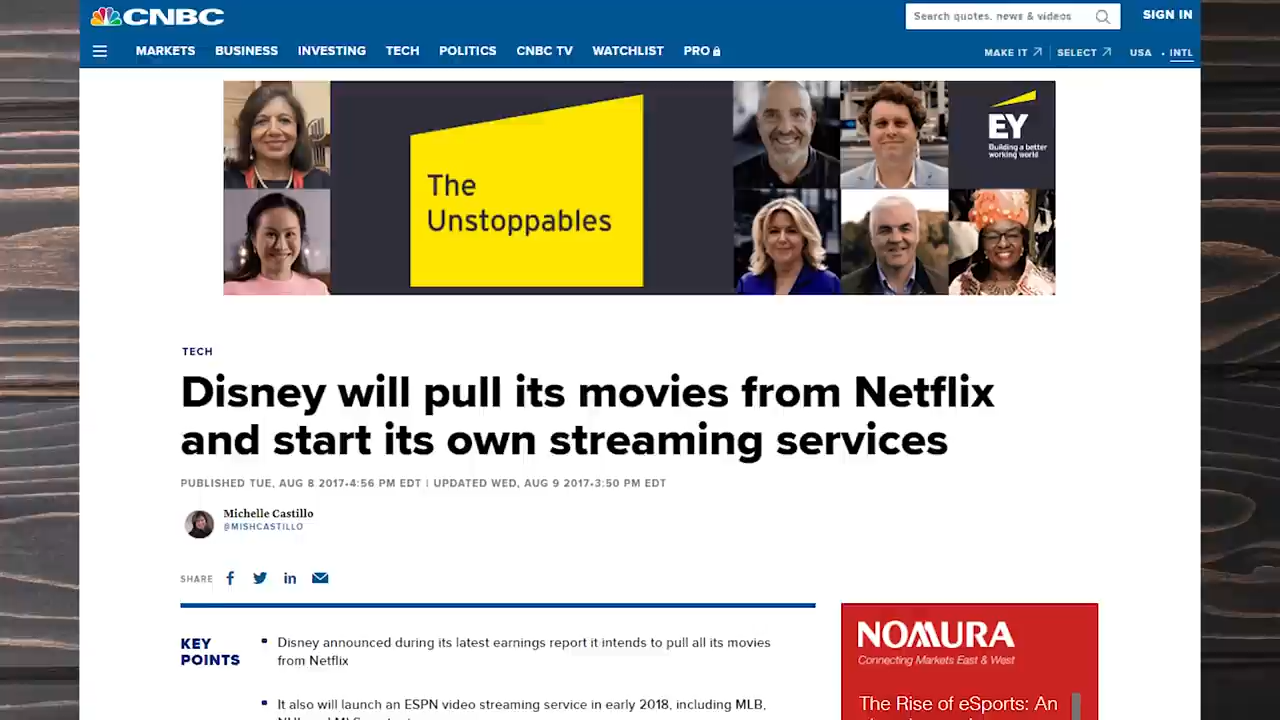 CNBC
Search quotes, news & videos
SIGN IN
MARKETS BUSINESS INVESTING TECH POLITICS CNBC TV WATCHLIST PRO
MAKE IT SELECT USA • INTL
The
Unstoppables
EY
Building a better
working world
TECH
Disney will pull its movies from Netflix
and start its own streaming services
PUBLISHED TUE, AUG 8 2017•4:56 PM EDT | UPDATED WED, AUG 9 2017•3:50 PM EDT
Michelle Castillo
@MISHCASTILLO
SHARE
KEY
POINTS
Disney announced during its latest earnings report it intends to pull all its movies
from Netflix
It also will launch an ESPN video streaming service in early 2018, including MLB,
NOMURA
Connecting Markets East & West
The Rise of eSports: An